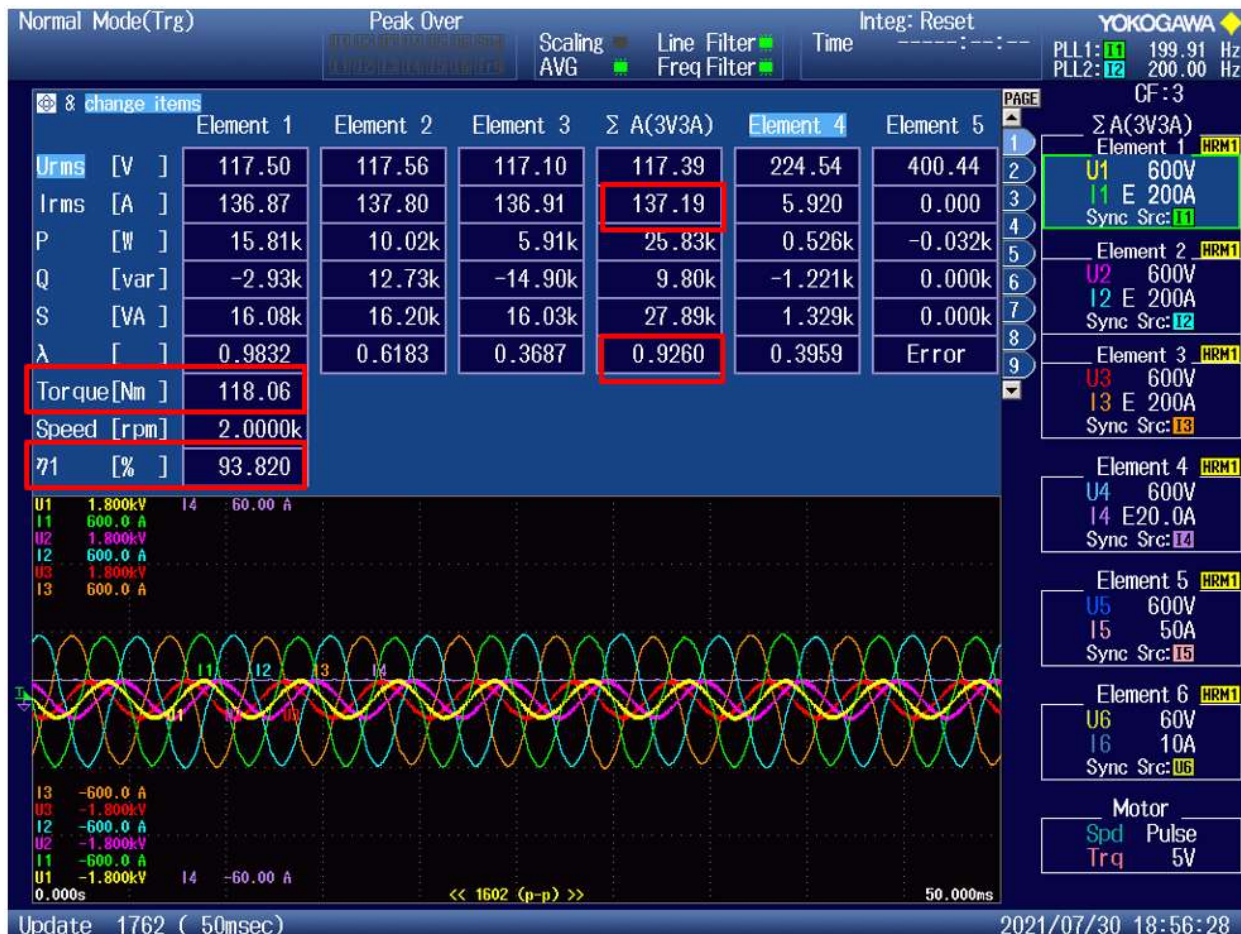 Normal Mode(Trg) Peak Over Integ: Reset YOKOGAWA
Scaling Line Filter Time -----:--:--
AVG Freq Filter
PLL1: I1 199.91 Hz
PLL2: I2 200.00 Hz
& change items PAGE CF:3
Element 1 Element 2 Element 3 Σ A(3V3A) Element 4 Element 5
Urms [V ] 117.50 117.56 117.10 117.39 224.54 400.44
Irms [A ] 136.87 137.80 136.91 137.19 5.920 0.000
P [W ] 15.81k 10.02k 5.91k 25.83k 0.526k -0.032k
Q [var] -2.93k 12.73k -14.90k 9.80k -1.221k 0.000k
S [VA ] 16.08k 16.20k 16.03k 27.89k 1.329k 0.000k
λ [ ] 0.9832 0.6183 0.3687 0.9260 0.3959 Error
Torque[Nm ] 118.06
Speed [rpm] 2.0000k
η1 [% ] 93.820
1
2
3
4
5
6
7
8
9
Σ A(3V3A)
Element 1 HRM1
U1 600V
I1 E 200A
Sync Src: I1
Element 2 HRM1
U2 600V
I2 E 200A
Sync Src: I2
Element 3 HRM1
U3 600V
I3 E 200A
Sync Src: I3
Element 4 HRM1
U4 600V
I4 E20.0A
Sync Src: I4
Element 5 HRM1
U5 600V
I5 50A
Sync Src: I5
Element 6 HRM1
U6 60V
I6 10A
Sync Src: U6
Motor
Spd Pulse
Trq 5V
U1 1.800kV I4 60.00 A
I1 600.0 A
U2 1.800kV
I2 600.0 A
U3 1.800kV
I3 600.0 A
I1 I2 I3 I4
U1 U3
I3 -600.0 A
U3 -1.800kV
I2 -600.0 A
U2 -1.800kV
I1 -600.0 A
U1 -1.800kV I4 -60.00 A
0.000s << 1602 (p-p) >> 50.000ms
Update 1762 ( 50msec) 2021/07/30 18:56:28